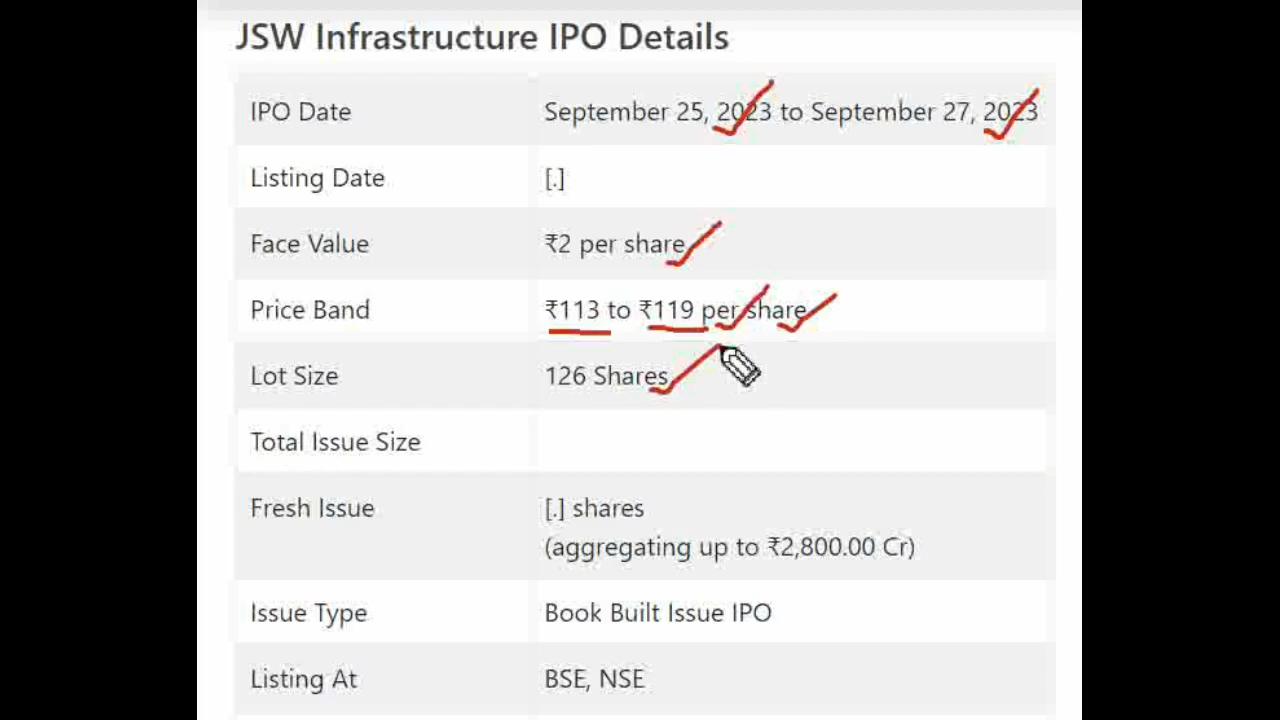 JSW Infrastructure IPO Details
IPO Date September 25, 2023 to September 27, 2023
Listing Date [.]
Face Value ₹2 per share
Price Band ₹113 to ₹119 per share
Lot Size 126 Shares
Total Issue Size
Fresh Issue [.] shares
(aggregating up to ₹2,800.00 Cr)
Issue Type Book Built Issue IPO
Listing At BSE, NSE